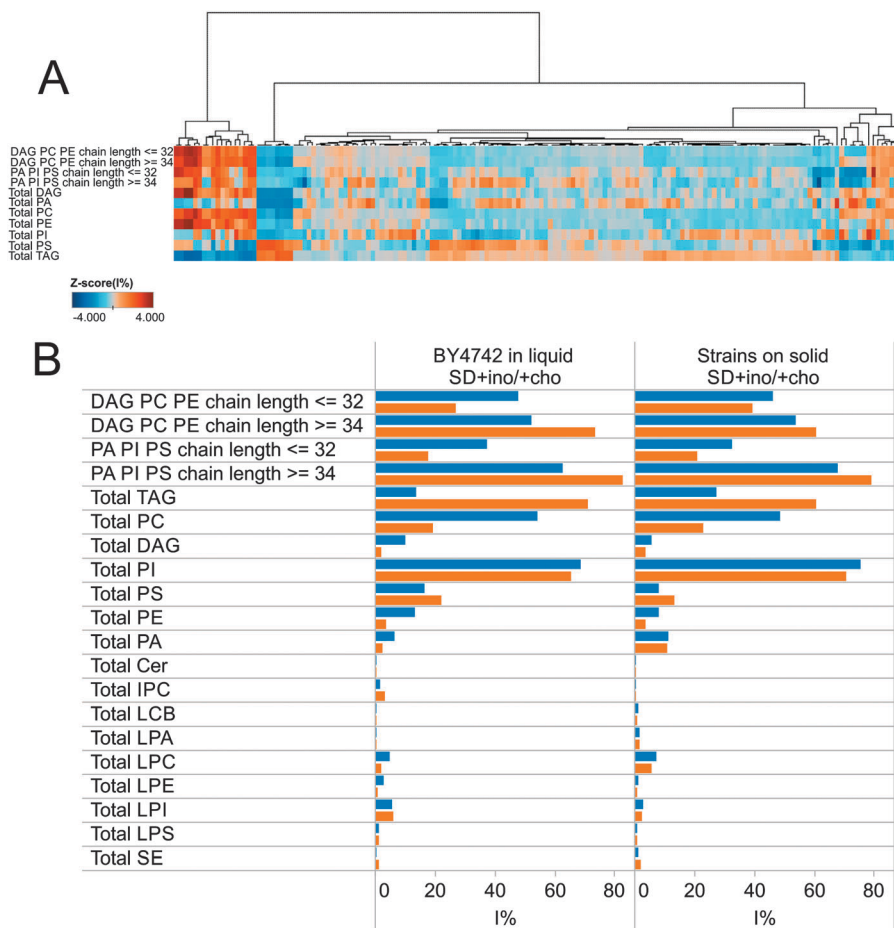 A
DAG PC PE chain length <= 32
DAG PC PE chain length >= 34
PA PI PS chain length <= 32
PA PI PS chain length >= 34
Total DAG
Total PA
Total PC
Total PE
Total PI
Total PS
Total TAG
Z-score(I%)
-4.000 4.000
B
BY4742 in liquid
SD+ino/+cho
Strains on solid
SD+ino/+cho
DAG PC PE chain length <= 32
DAG PC PE chain length >= 34
PA PI PS chain length <= 32
PA PI PS chain length >= 34
Total TAG
Total PC
Total DAG
Total PI
Total PS
Total PE
Total PA
Total Cer
Total IPC
Total LCB
Total LPA
Total LPC
Total LPE
Total LPI
Total LPS
Total SE
0 20 40 60 80 0 20 40 60 80
I% I%